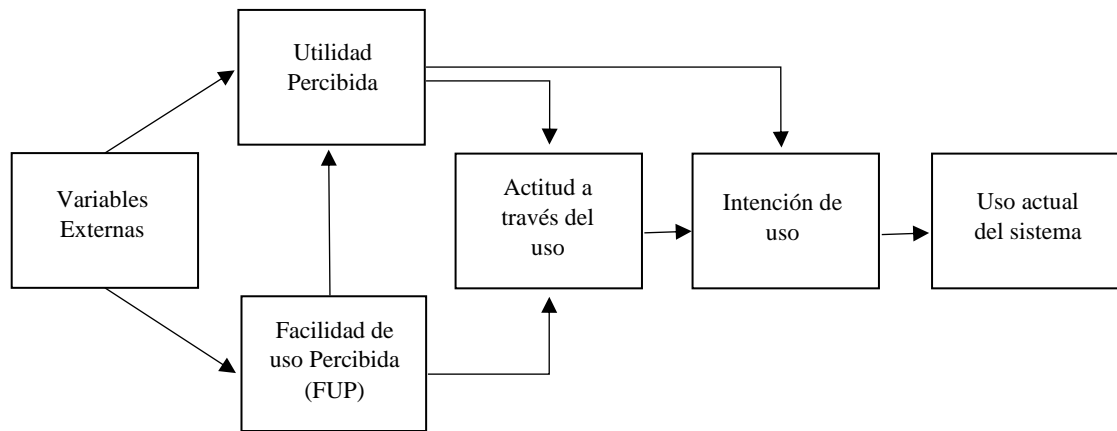 Utilidad
Percibida
Variables
Externas
Actitud a
través del
uso
Intención de
uso
Uso actual
del sistema
Facilidad de
uso Percibida
(FUP)